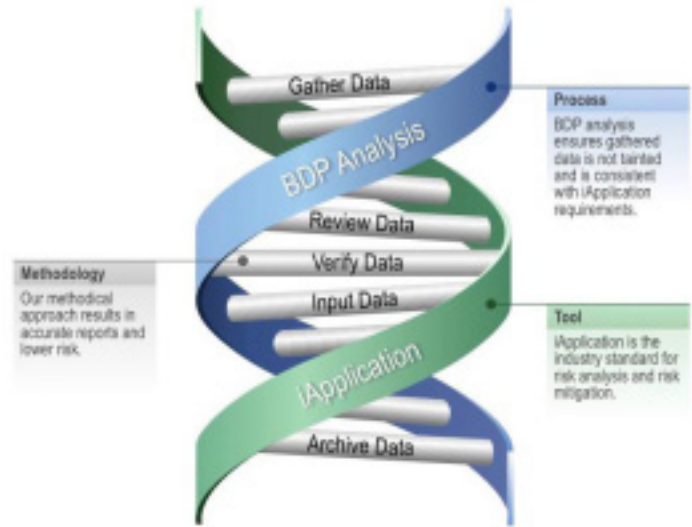 Gather Data
BDP Analysis
Review Data
Verify Data
Input Data
iApplication
Archive Data
Process
BDP analysis
ensures gathered
data is not tainted
and is consistent
with iApplication
requirements.
Methodology
Our methodical
approach results in
accurate reports and
lower risk.
Tool
iApplication is the
industry standard for
risk analysis and risk
mitigation.